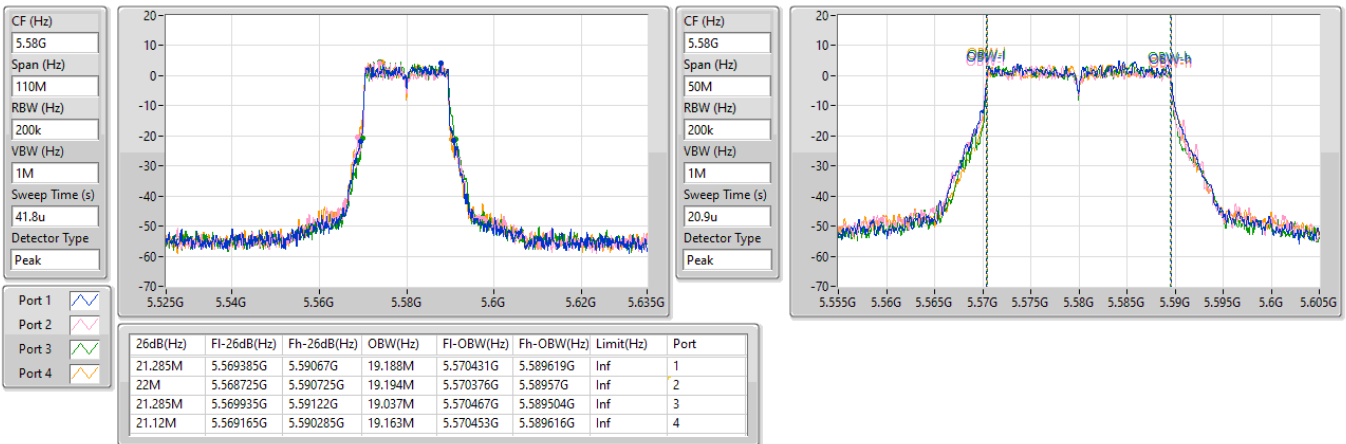 CF (Hz)
5.58G
Span (Hz)
110M
RBW (Hz)
200k
VBW (Hz)
1M
Sweep Time (s)
41.8u
Detector Type
Peak
20-
10-
0-
-10-
-20-
-30-
-40-
-50-
-60-
-70-
5.525G 5.54G 5.56G 5.58G 5.6G 5.62G 5.635G
CF (Hz)
5.58G
Span (Hz)
50M
RBW (Hz)
200k
VBW (Hz)
1M
Sweep Time (s)
20.9u
Detector Type
Peak
20-
10-
0-
-10-
-20-
-30-
-40-
-50-
-60-
-70-
OBW-l OBW-h
5.555G 5.56G 5.565G 5.57G 5.575G 5.58G 5.585G 5.59G 5.595G 5.6G 5.605G
Port 1
Port 2
Port 3
Port 4
26dB(Hz) Fl-26dB(Hz) Fh-26dB(Hz) OBW(Hz) Fl-OBW(Hz) Fh-OBW(Hz) Limit(Hz) Port
21.285M 5.569385G 5.59067G 19.188M 5.570431G 5.589619G Inf 1
22M 5.568725G 5.590725G 19.194M 5.570376G 5.58957G Inf 2
21.285M 5.569935G 5.59122G 19.037M 5.570467G 5.589504G Inf 3
21.12M 5.569165G 5.590285G 19.163M 5.570453G 5.589616G Inf 4